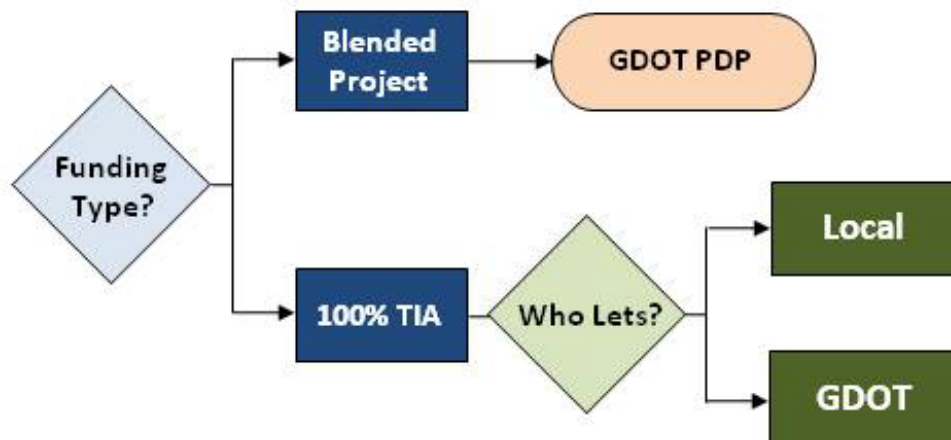 Blended
Project
GDOT PDP
Funding
Type?
Local
100% TIA
Who Lets?
GDOT